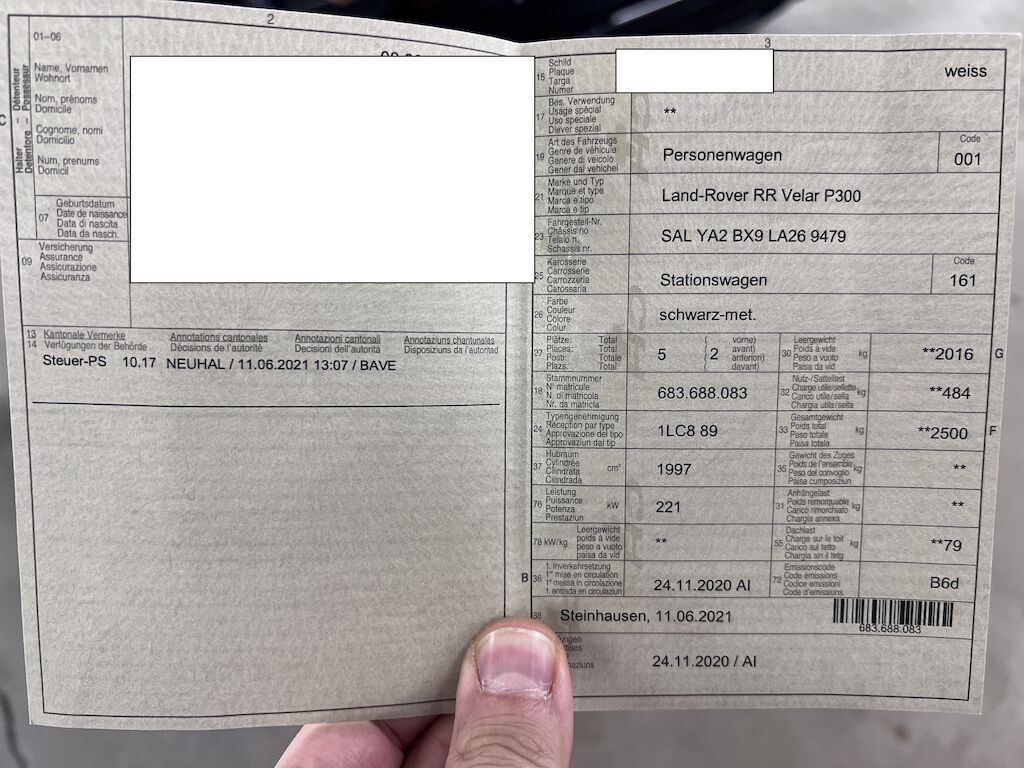 2
01–06
Name, Vornamen
Wohnort
Nom, prénoms
Domicile
Cognome, nomi
Domicilio
Num, prenums
Domicil
C
Halter – Détenteur
Detentore – Possessur
07
Geburtsdatum
Date de naissance
Data di nascita
Data da nasch.
09
Versicherung
Assurance
Assicurazione
Assicuranza
13 Kantonale Vermerke Annotations cantonales Annotazioni cantonali Annotaziuns chantunalas
14 Verfügungen der Behörde Décisions de l'autorité Decisioni dell'autorità Disposiziuns da l'autoritad
Steuer-PS 10.17 NEUHAL / 11.06.2021 13:07 / BAVE
3
15
Schild
Plaque
Targa
Numer
weiss
17
Bes. Verwendung
Usage spécial
Uso speciale
Diever spezial
**
19
Art des Fahrzeugs
Genre de véhicule
Genere di veicolo
Gener dal vehichel
Personenwagen
Code
001
21
Marke und Typ
Marque et type
Marca e tipo
Marca e tip
Land-Rover RR Velar P300
23
Fahrgestell-Nr.
Châssis no
Telaio n.
Schassis nr.
SAL YA2 BX9 LA26 9479
25
Karosserie
Carrosserie
Carrozzeria
Carossaria
Stationswagen
Code
161
26
Farbe
Couleur
Colore
Colur
schwarz-met.
27
Plätze: Total
Places: Total
Posti: Totale
Plazs: Total
5
2
vorne)
avant)
anteriori)
davant)
30
Leergewicht
Poids à vide
Peso a vuoto
Paisa da vid
kg
**2016
G
18
Stammnummer
N° matricule
N. di matricola
Nr. da matricla
683.688.083
32
Nutz-/Sattellast
Charge utile/sellette
Carico utile/sella
Chargia utila/sella
kg
**484
24
Typengenehmigung
Réception par type
Approvazione del tipo
Approvaziun dal tip
1LC8 89
33
Gesamtgewicht
Poids total
Peso totale
Paisa totala
kg
**2500
F
37
Hubraum
Cylindrée
Cilindrata
Cilindrada
cm³
1997
35
Gewicht des Zuges
Poids de l'ensemble
Peso del convoglio
Paisa cumposiziun
kg
**
76
Leistung
Puissance
Potenza
Prestaziun
kW
221
31
Anhängelast
Poids remorquable
Carico rimorchiato
Chargia annexa
kg
**
78 kW/kg
Leergewicht
poids à vide
peso a vuoto
paisa da vid
**
55
Dachlast
Charge sur le toit
Carico sul tetto
Chargia sin il tetg
kg
**79
B
36
1. Inverkehrsetzung
1re mise en circulation
1a messa in circolazione
1. entrada en circulaziun
24.11.2020 AI
72
Emissionscode
Code émissions
Codice emissioni
Code d'emissiuns
B6d
38
Steinhausen, 11.06.2021
683.688.083
24.11.2020 / AI